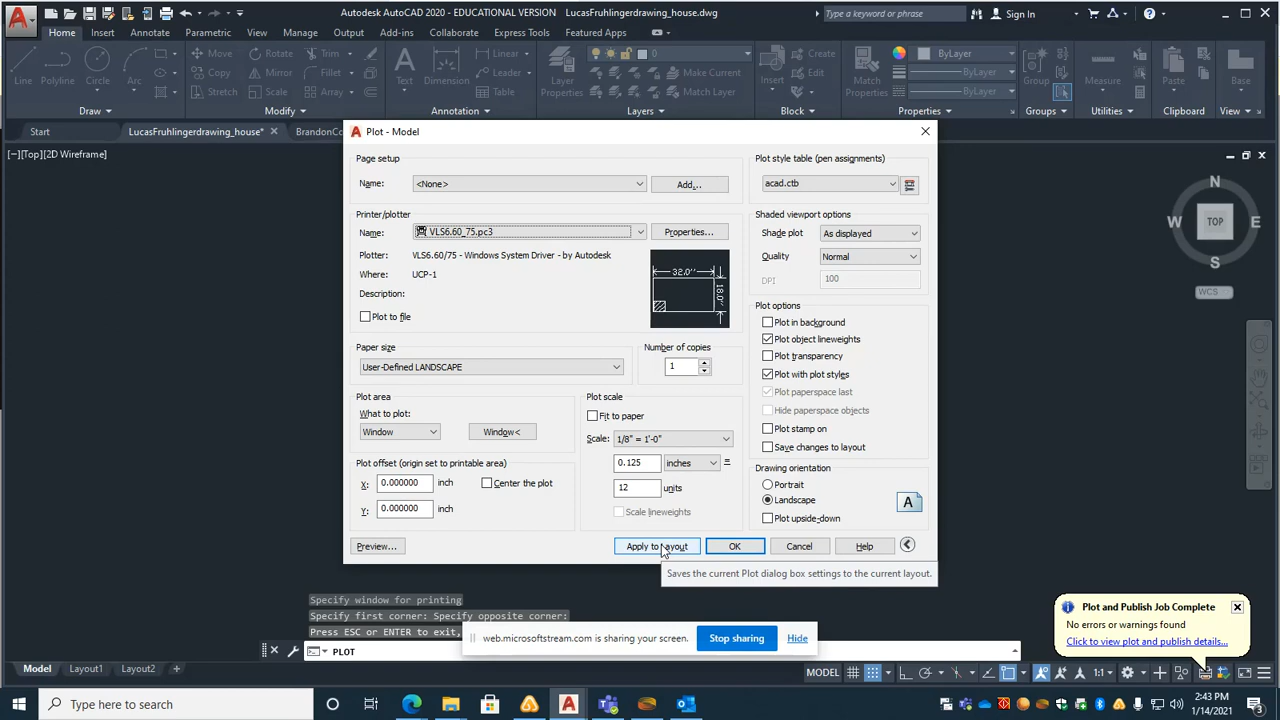 Autodesk AutoCAD 2020 - EDUCATIONAL VERSION LucasFruhlingerdrawing_house.dwg
Type a keyword or phrase
Sign In
Home Insert Annotate Parametric View Manage Output Add-ins Collaborate Express Tools Featured Apps
Line Polyline Circle Arc
Move Rotate Trim
Copy Mirror Fillet
Stretch Scale Array
Text Dimension
Linear
Leader
Table
Layer Properties
0
Make Current
Match Layer
Insert
Create
Edit
Match Properties
ByLayer
ByLayer
ByLayer
Group
Measure
Paste
Base
Draw Modify Annotation Layers Block Properties Groups Utilities Clipboard View
Start LucasFruhlingerdrawing_house* BrandonCo
[−][Top][2D Wireframe]
Plot - Model
Page setup
Name: <None> Add...
Printer/plotter
Name: VLS6.60_75.pc3 Properties...
Plotter: VLS6.60/75 - Windows System Driver - by Autodesk
Where: UCP-1
Description:
Plot to file
32.0''
18.0''
Paper size
User-Defined LANDSCAPE
Number of copies
1
Plot area
What to plot:
Window Window<
Plot offset (origin set to printable area)
X: 0.000000 inch Center the plot
Y: 0.000000 inch
Plot scale
Fit to paper
Scale: 1/8" = 1'-0"
0.125 inches =
12 units
Scale lineweights
Plot style table (pen assignments)
acad.ctb
Shaded viewport options
Shade plot As displayed
Quality Normal
DPI 100
Plot options
Plot in background
Plot object lineweights
Plot transparency
Plot with plot styles
Plot paperspace last
Hide paperspace objects
Plot stamp on
Save changes to layout
Drawing orientation
Portrait
Landscape
Plot upside-down
A
Preview... Apply to Layout OK Cancel Help
Saves the current Plot dialog box settings to the current layout.
N
W TOP E
S
WCS
Specify window for printing
Specify first corner: Specify opposite corner:
Press ESC or ENTER to exit,
PLOT
web.microsoftstream.com is sharing your screen. Stop sharing Hide
Plot and Publish Job Complete
No errors or warnings found
Click to view plot and publish details...
Model Layout1 Layout2 +
MODEL 1:1
Type here to search
2:43 PM
1/14/2021